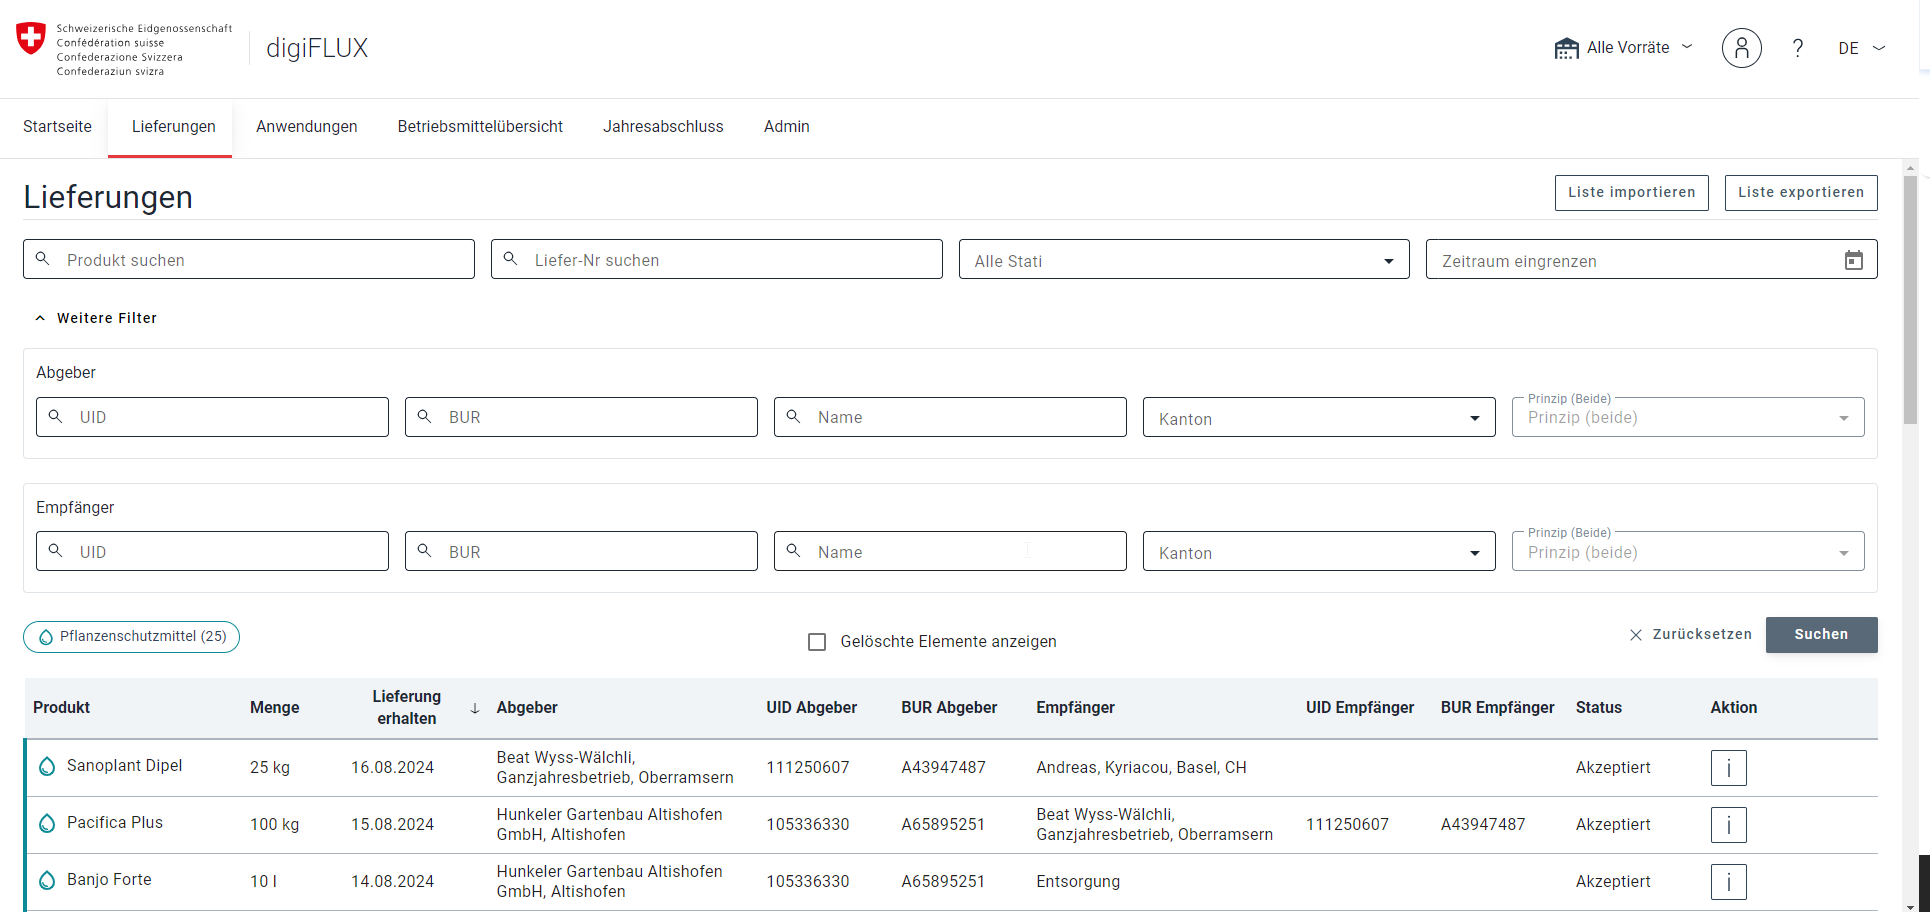 Schweizerische Eidgenossenschaft
Confédération suisse
Confederazione Svizzera
Confederaziun svizra
digiFLUX
Alle Vorräte
?
DE
Startseite
Lieferungen
Anwendungen
Betriebsmittelübersicht
Jahresabschluss
Admin
Lieferungen
Liste importieren
Liste exportieren
Produkt suchen
Liefer-Nr suchen
Alle Stati
Zeitraum eingrenzen
Weitere Filter
Abgeber
UID
BUR
Name
Kanton
Prinzip (Beide)
Prinzip (beide)
Empfänger
UID
BUR
Name
Kanton
Prinzip (Beide)
Prinzip (beide)
Pflanzenschutzmittel (25)
Gelöschte Elemente anzeigen
Zurücksetzen
Suchen
Produkt
Menge
Lieferung
erhalten
Abgeber
UID Abgeber
BUR Abgeber
Empfänger
UID Empfänger
BUR Empfänger
Status
Aktion
Sanoplant Dipel
25 kg
16.08.2024
Beat Wyss-Wälchli,
Ganzjahresbetrieb, Oberramsern
111250607
A43947487
Andreas, Kyriacou, Basel, CH
Akzeptiert
i
Pacifica Plus
100 kg
15.08.2024
Hunkeler Gartenbau Altishofen
GmbH, Altishofen
105336330
A65895251
Beat Wyss-Wälchli,
Ganzjahresbetrieb, Oberramsern
111250607
A43947487
Akzeptiert
i
Banjo Forte
10 l
14.08.2024
Hunkeler Gartenbau Altishofen
GmbH, Altishofen
105336330
A65895251
Entsorgung
Akzeptiert
i